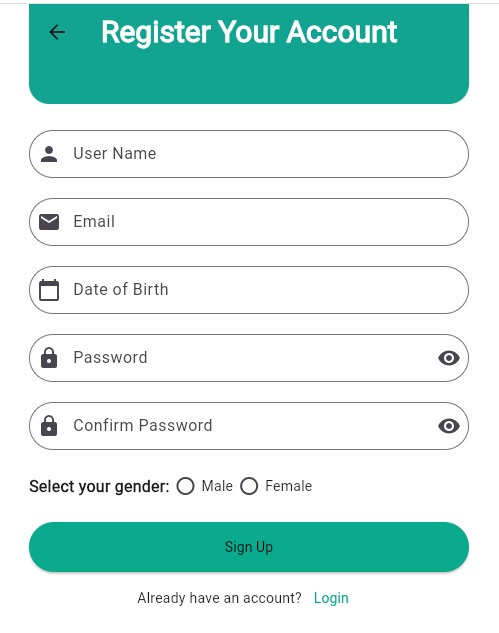 Register Your Account
User Name
Email
Date of Birth
Password
Confirm Password
Select your gender: Male Female
Sign Up
Already have an account? Login